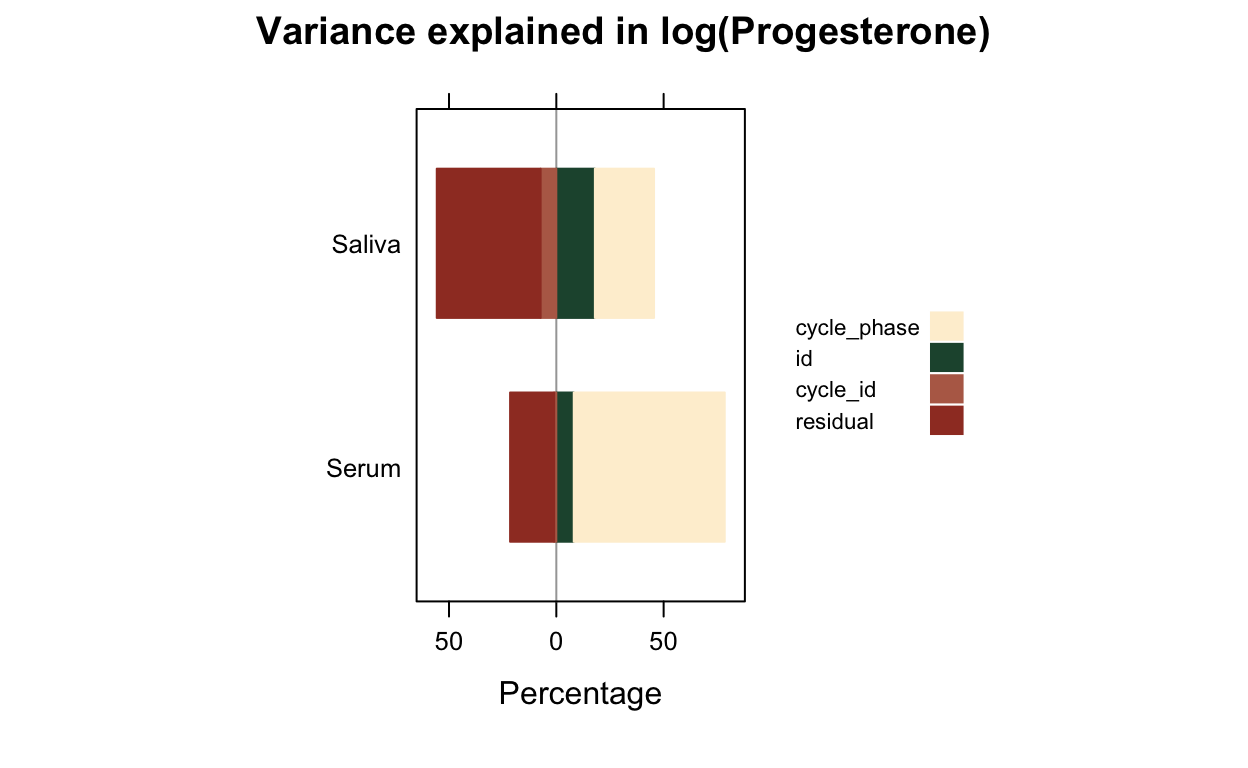 Variance explained in log(Progesterone)
Saliva
Serum
cycle_phase
id
cycle_id
residual
50 0 50
Percentage